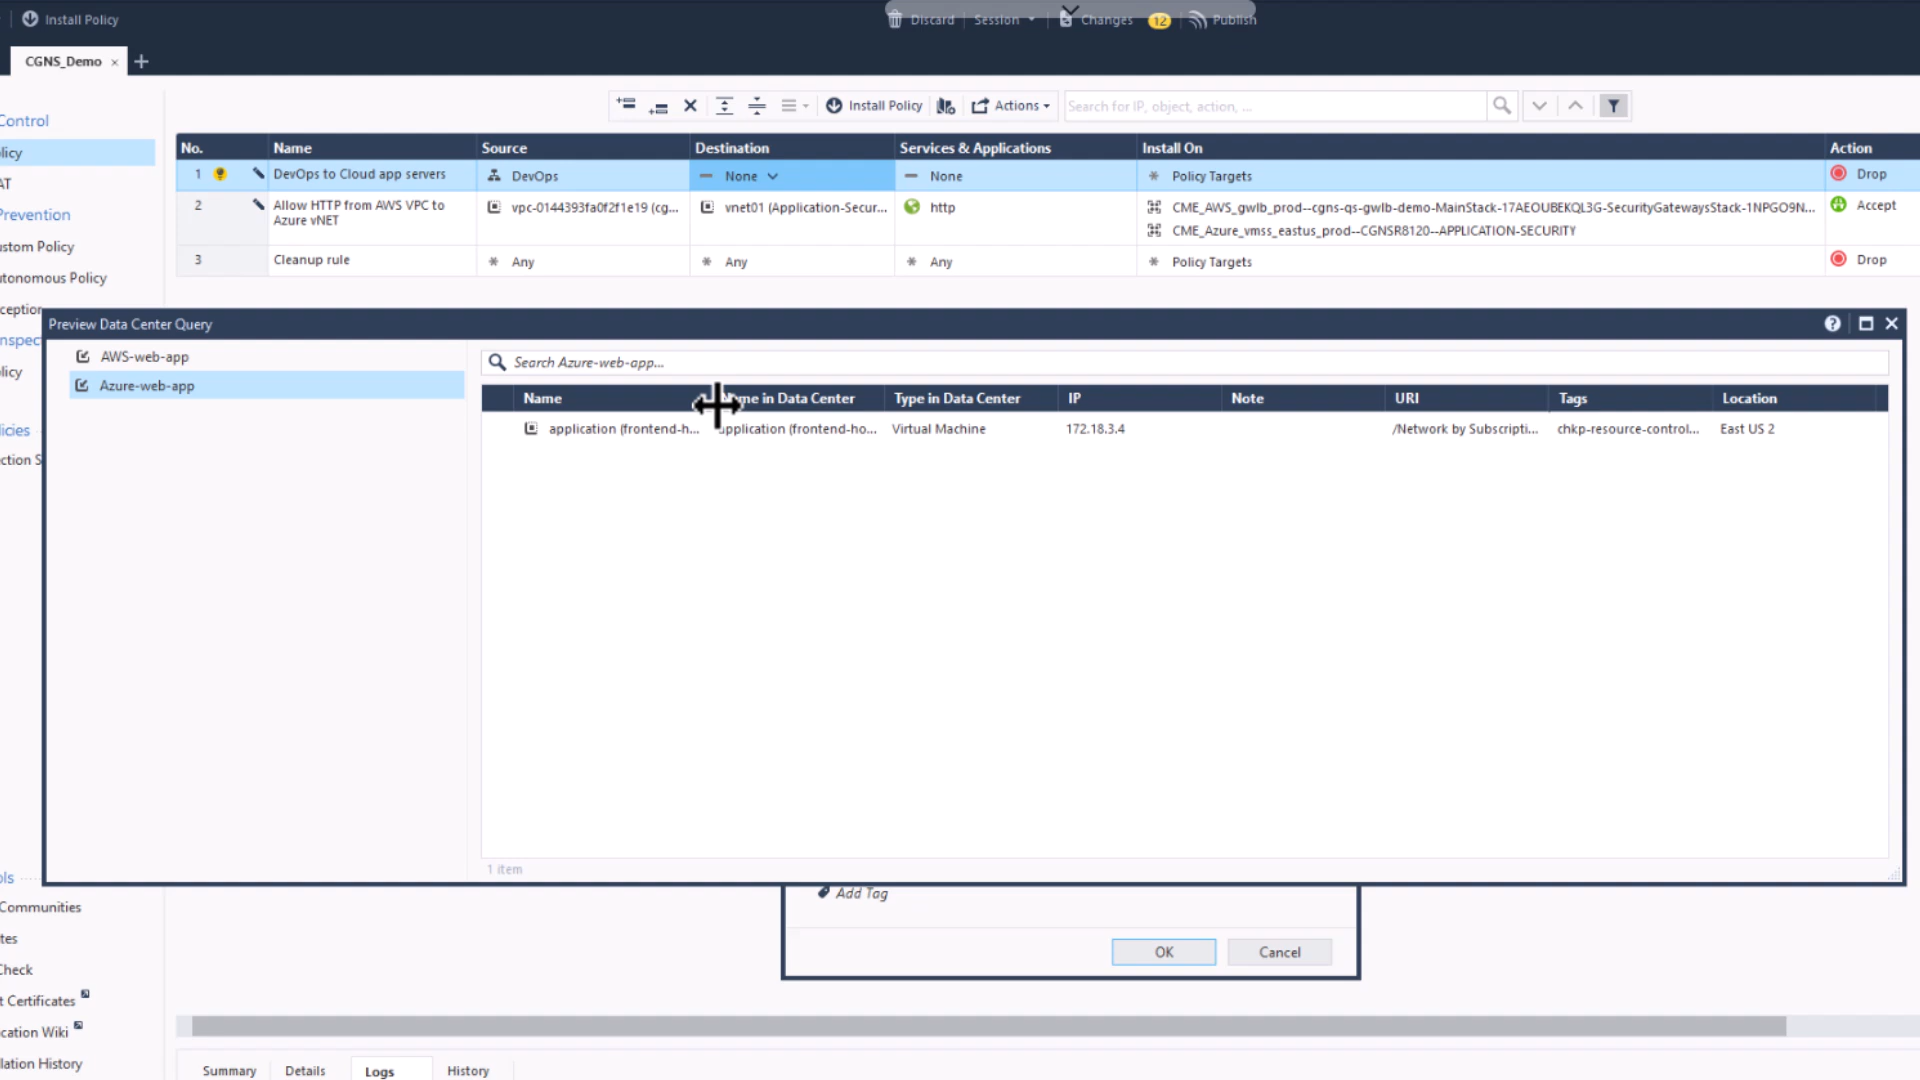 Install Policy
Discard Session Changes 12 Publish
CGNS_Demo × +
Install Policy Actions Search for IP, object, action, ...
Control
licy
AT
Prevention
ustom Policy
utonomous Policy
ception
nspec
licy
icies
ction S
No. Name Source Destination Services & Applications Install On Action
1 DevOps to Cloud app servers DevOps None None Policy Targets Drop
2 Allow HTTP from AWS VPC to vpc-0144393fa0f2f1e19 (cg... vnet01 (Application-Secur... http CME_AWS_gwlb_prod--cgns-qs-gwlb-demo-MainStack-17AEOUBEKQL3G-SecurityGatewaysStack-1NPGO9N... Accept
Azure vNET CME_Azure_vmss_eastus_prod--CGNSR8120--APPLICATION-SECURITY
3 Cleanup rule * Any * Any * Any * Policy Targets Drop
Preview Data Center Query
AWS-web-app
Azure-web-app
Search Azure-web-app...
Name me in Data Center Type in Data Center IP Note URI Tags Location
application (frontend-h... application (frontend-ho... Virtual Machine 172.18.3.4 /Network by Subscripti... chkp-resource-control... East US 2
1 item
Add Tag
OK Cancel
ols
Communities
tes
Check
t Certificates
cation Wiki
lation History
Summary Details Logs History